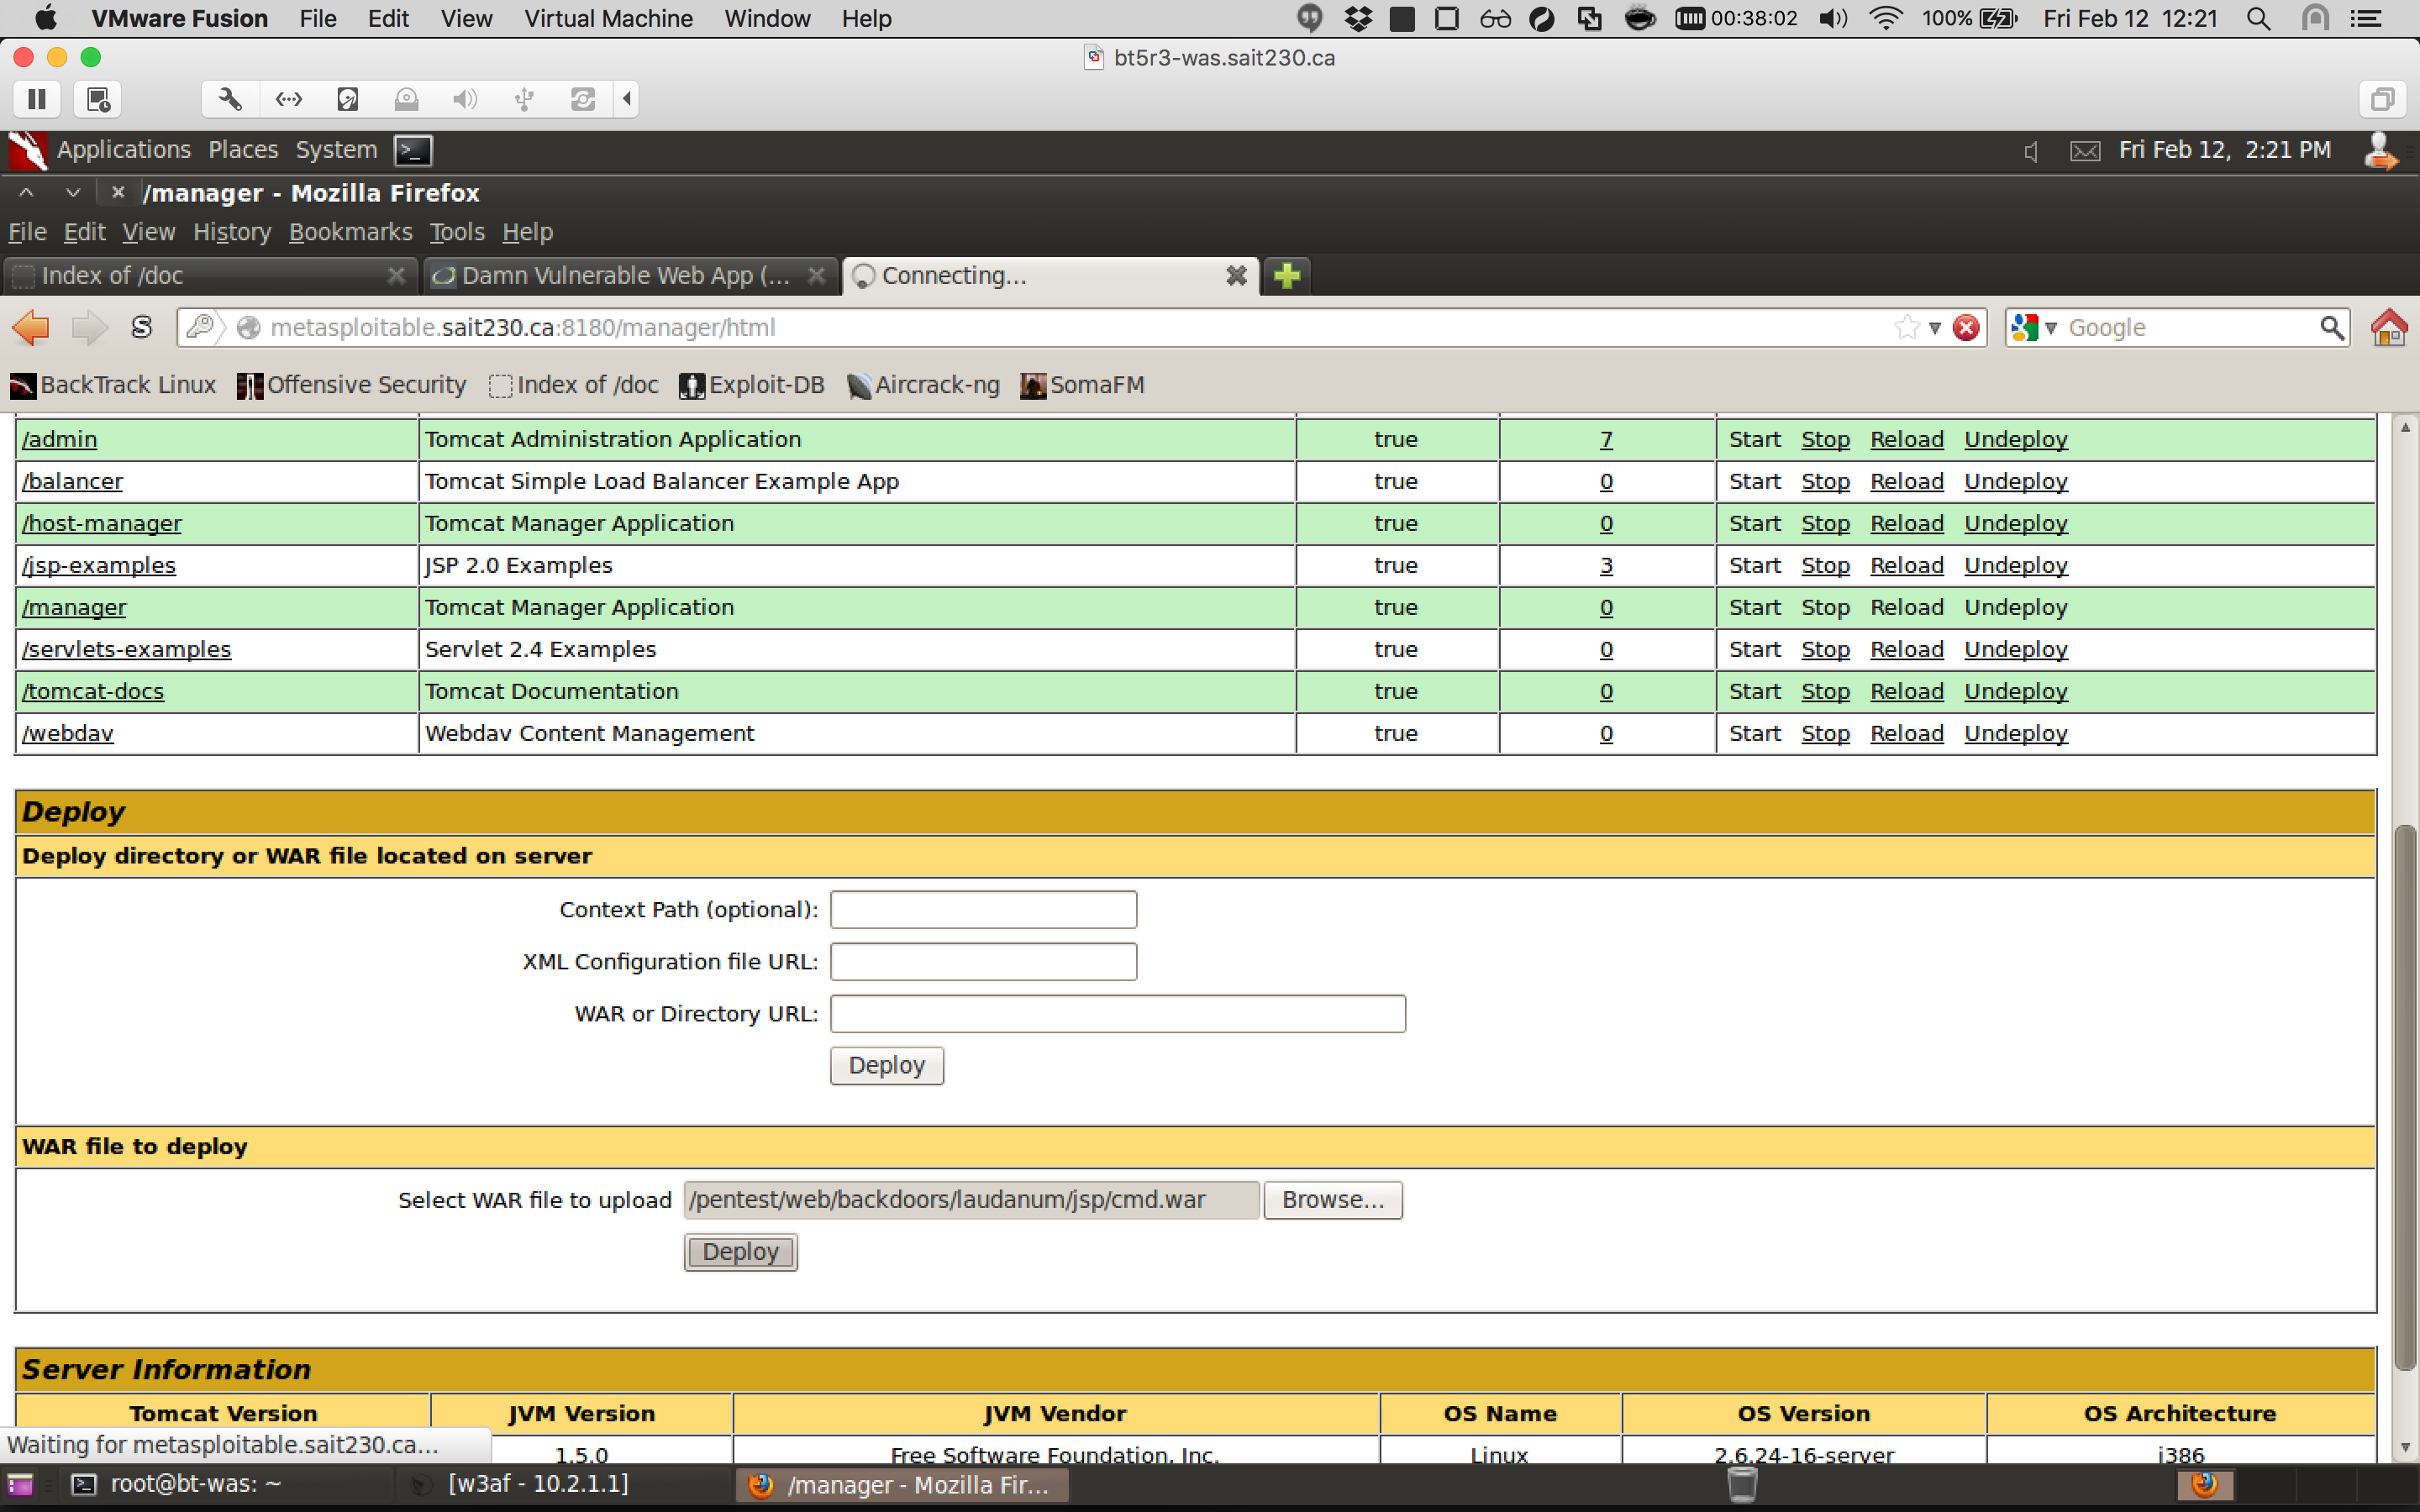 VMware Fusion File Edit View Virtual Machine Window Help 00:38:02 100% Fri Feb 12 12:21
bt5r3-was.sait230.ca
Applications Places System Fri Feb 12, 2:21 PM
/manager - Mozilla Firefox
File Edit View History Bookmarks Tools Help
Index of /doc Damn Vulnerable Web App (... Connecting...
metasploitable.sait230.ca:8180/manager/html Google
BackTrack Linux Offensive Security Index of /doc Exploit-DB Aircrack-ng SomaFM
/admin Tomcat Administration Application true 7 Start Stop Reload Undeploy
/balancer Tomcat Simple Load Balancer Example App true 0 Start Stop Reload Undeploy
/host-manager Tomcat Manager Application true 0 Start Stop Reload Undeploy
/jsp-examples JSP 2.0 Examples true 3 Start Stop Reload Undeploy
/manager Tomcat Manager Application true 0 Start Stop Reload Undeploy
/servlets-examples Servlet 2.4 Examples true 0 Start Stop Reload Undeploy
/tomcat-docs Tomcat Documentation true 0 Start Stop Reload Undeploy
/webdav Webdav Content Management true 0 Start Stop Reload Undeploy
Deploy
Deploy directory or WAR file located on server
Context Path (optional):
XML Configuration file URL:
WAR or Directory URL:
Deploy
WAR file to deploy
Select WAR file to upload /pentest/web/backdoors/laudanum/jsp/cmd.war Browse...
Deploy
Server Information
Tomcat Version JVM Version JVM Vendor OS Name OS Version OS Architecture
Waiting for metasploitable.sait230.ca... 1.5.0 Free Software Foundation, Inc. Linux 2.6.24-16-server i386
root@bt-was: ~ [w3af - 10.2.1.1] /manager - Mozilla Fir...